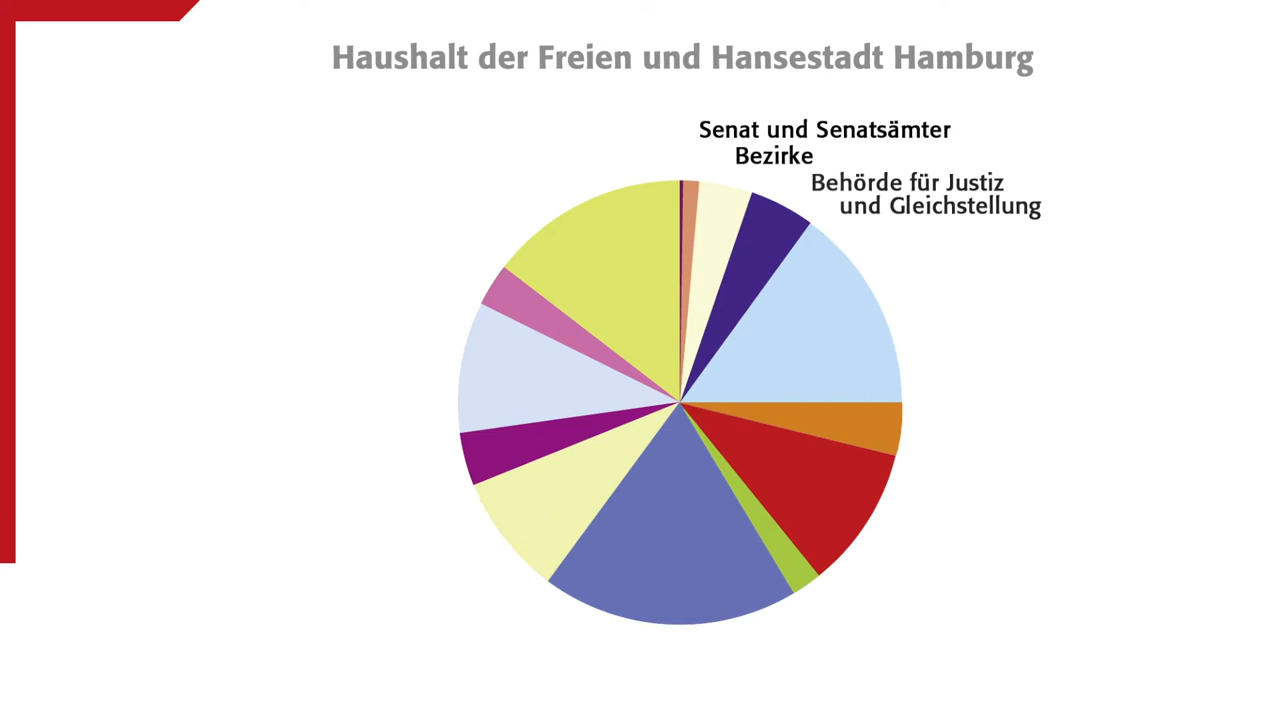 Haushalt der Freien und Hansestadt Hamburg
Senat und Senatsämter
Bezirke
Behörde für Justiz
und Gleichstellung